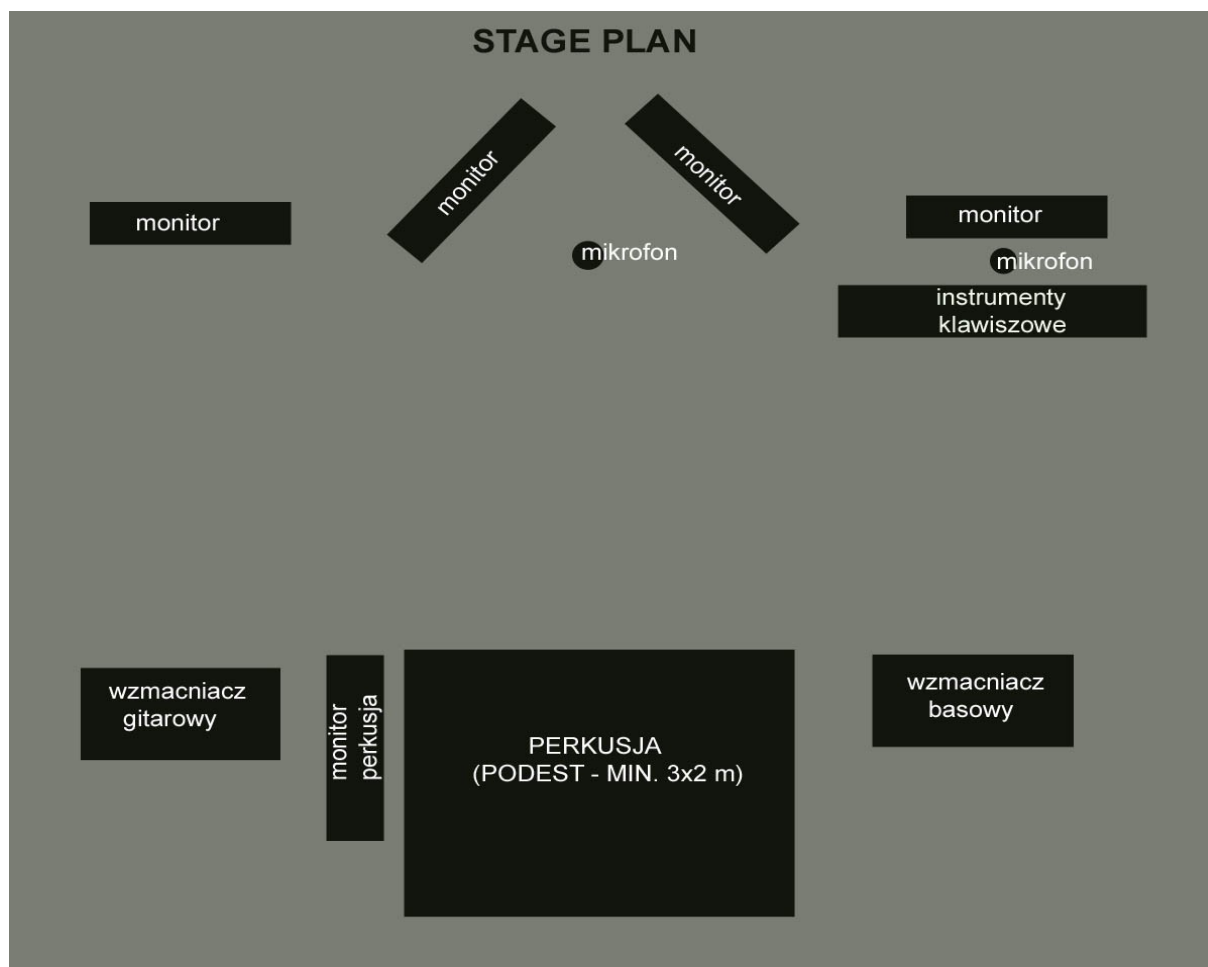 STAGE PLAN
monitor
monitor
monitor
monitor
mikrofon
mikrofon
instrumenty
klawiszowe
wzmacniacz
gitarowy
monitor
perkusja
PERKUSJA
(PODEST - MIN. 3x2 m)
wzmacniacz
basowy